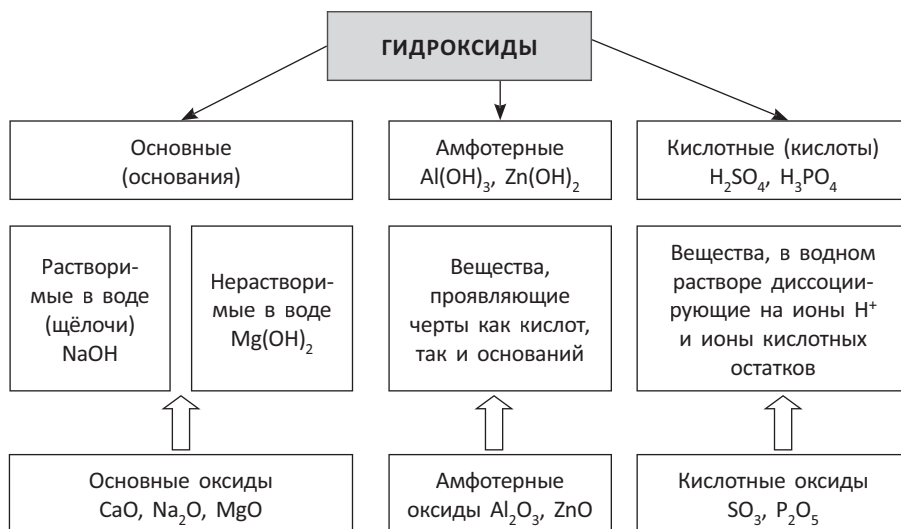 ГИДРОКСИДЫ
Основные
(основания)
Амфотерные
Al(OH)₃, Zn(OH)₂
Кислотные (кислоты)
H₂SO₄, H₃PO₄
Раствори-
мые в воде
(щёлочи)
NaOH
Нераствори-
мые в воде
Mg(OH)₂
Вещества,
проявляющие
черты как кислот,
так и оснований
Вещества, в водном
растворе диссоции-
рующие на ионы H⁺
и ионы кислотных
остатков
Основные оксиды
CaO, Na₂O, MgO
Амфотерные
оксиды Al₂O₃, ZnO
Кислотные оксиды
SO₃, P₂O₅